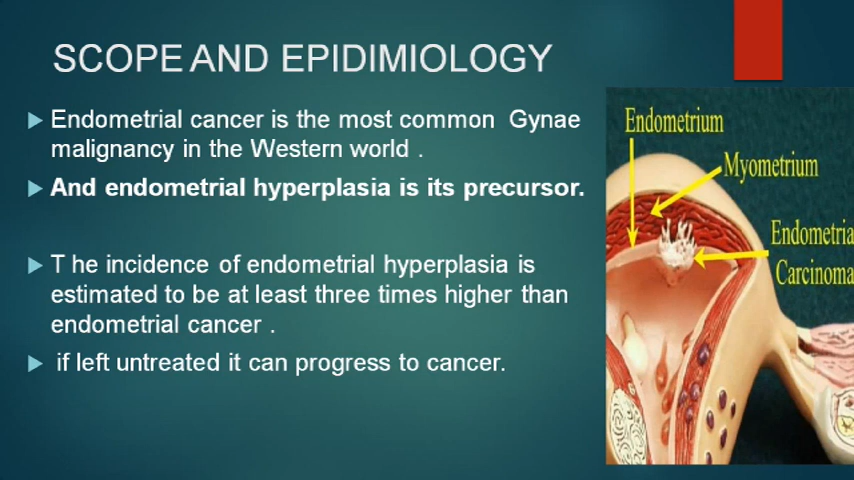 SCOPE AND EPIDIMIOLOGY
Endometrial cancer is the most common Gynae
malignancy in the Western world .
And endometrial hyperplasia is its precursor.
T he incidence of endometrial hyperplasia is
estimated to be at least three times higher than
endometrial cancer .
if left untreated it can progress to cancer.
Endometrium
Myometrium
Endometria
Carcinoma